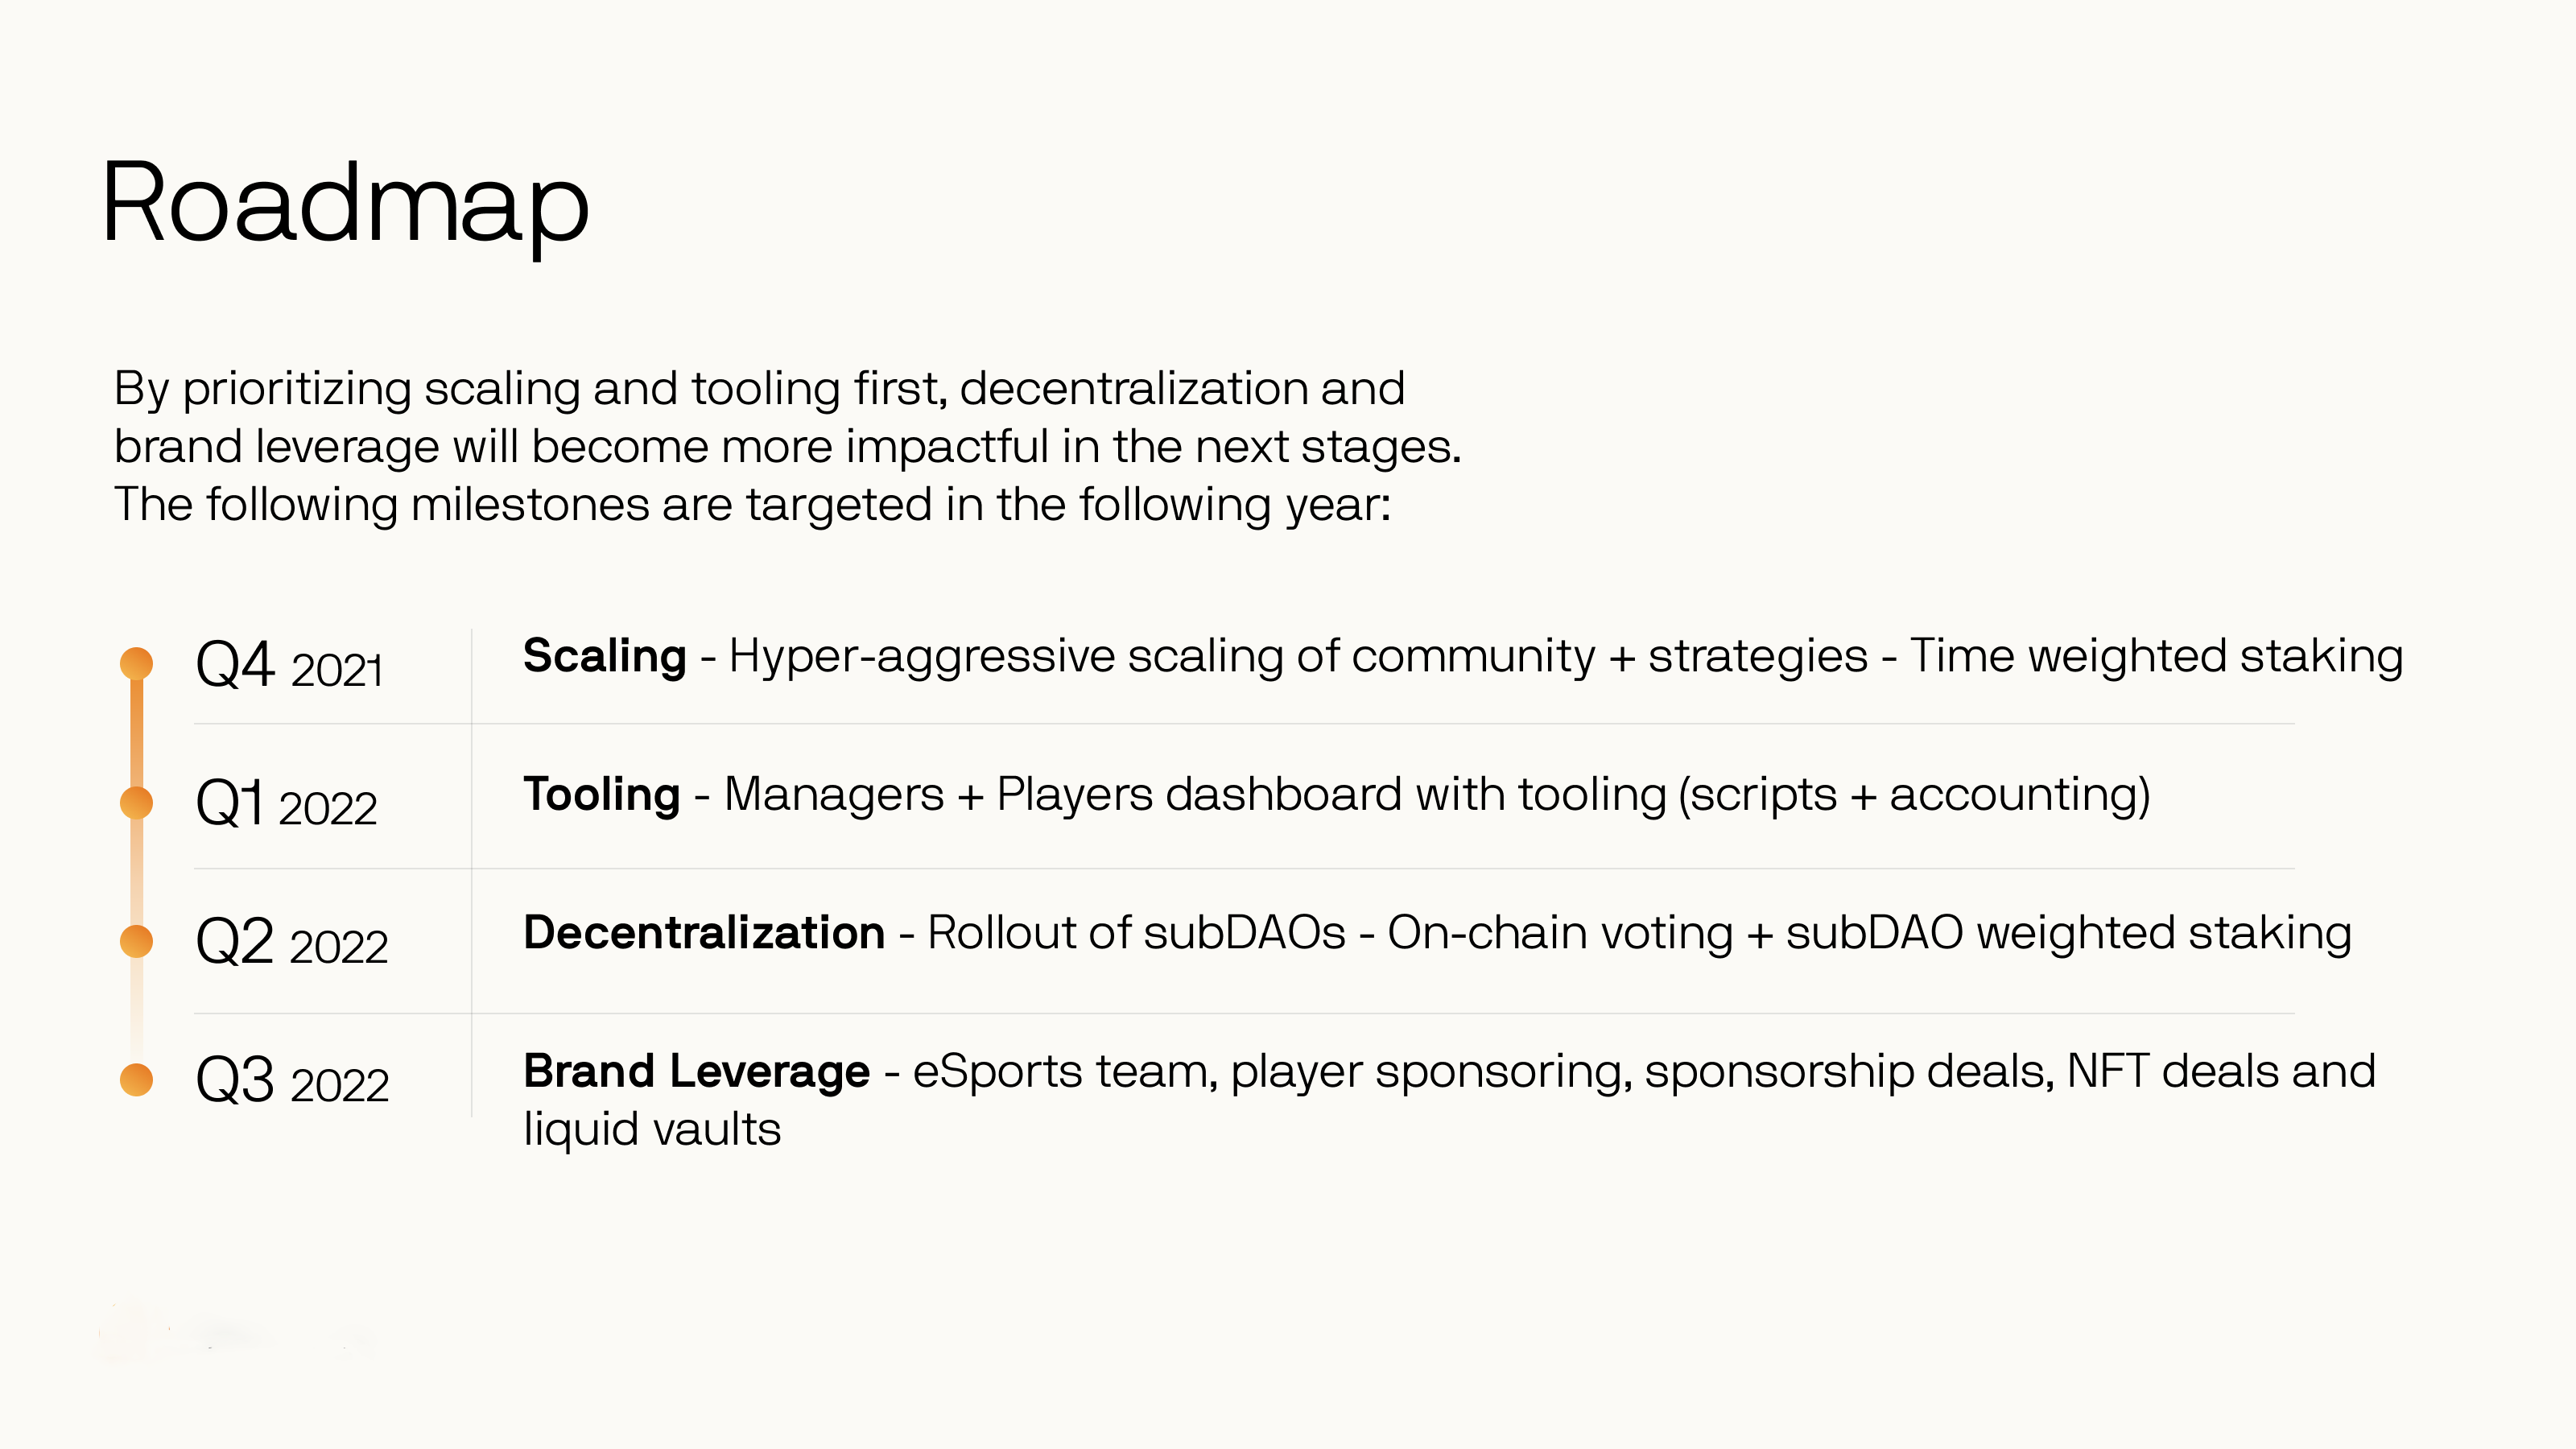 Roadmap
By prioritizing scaling and tooling first, decentralization and
brand leverage will become more impactful in the next stages.
The following milestones are targeted in the following year:
Q4 2021
Scaling - Hyper-aggressive scaling of community + strategies - Time weighted staking
Q1 2022
Tooling - Managers + Players dashboard with tooling (scripts + accounting)
Q2 2022
Decentralization - Rollout of subDAOs - On-chain voting + subDAO weighted staking
Q3 2022
Brand Leverage - eSports team, player sponsoring, sponsorship deals, NFT deals and
liquid vaults